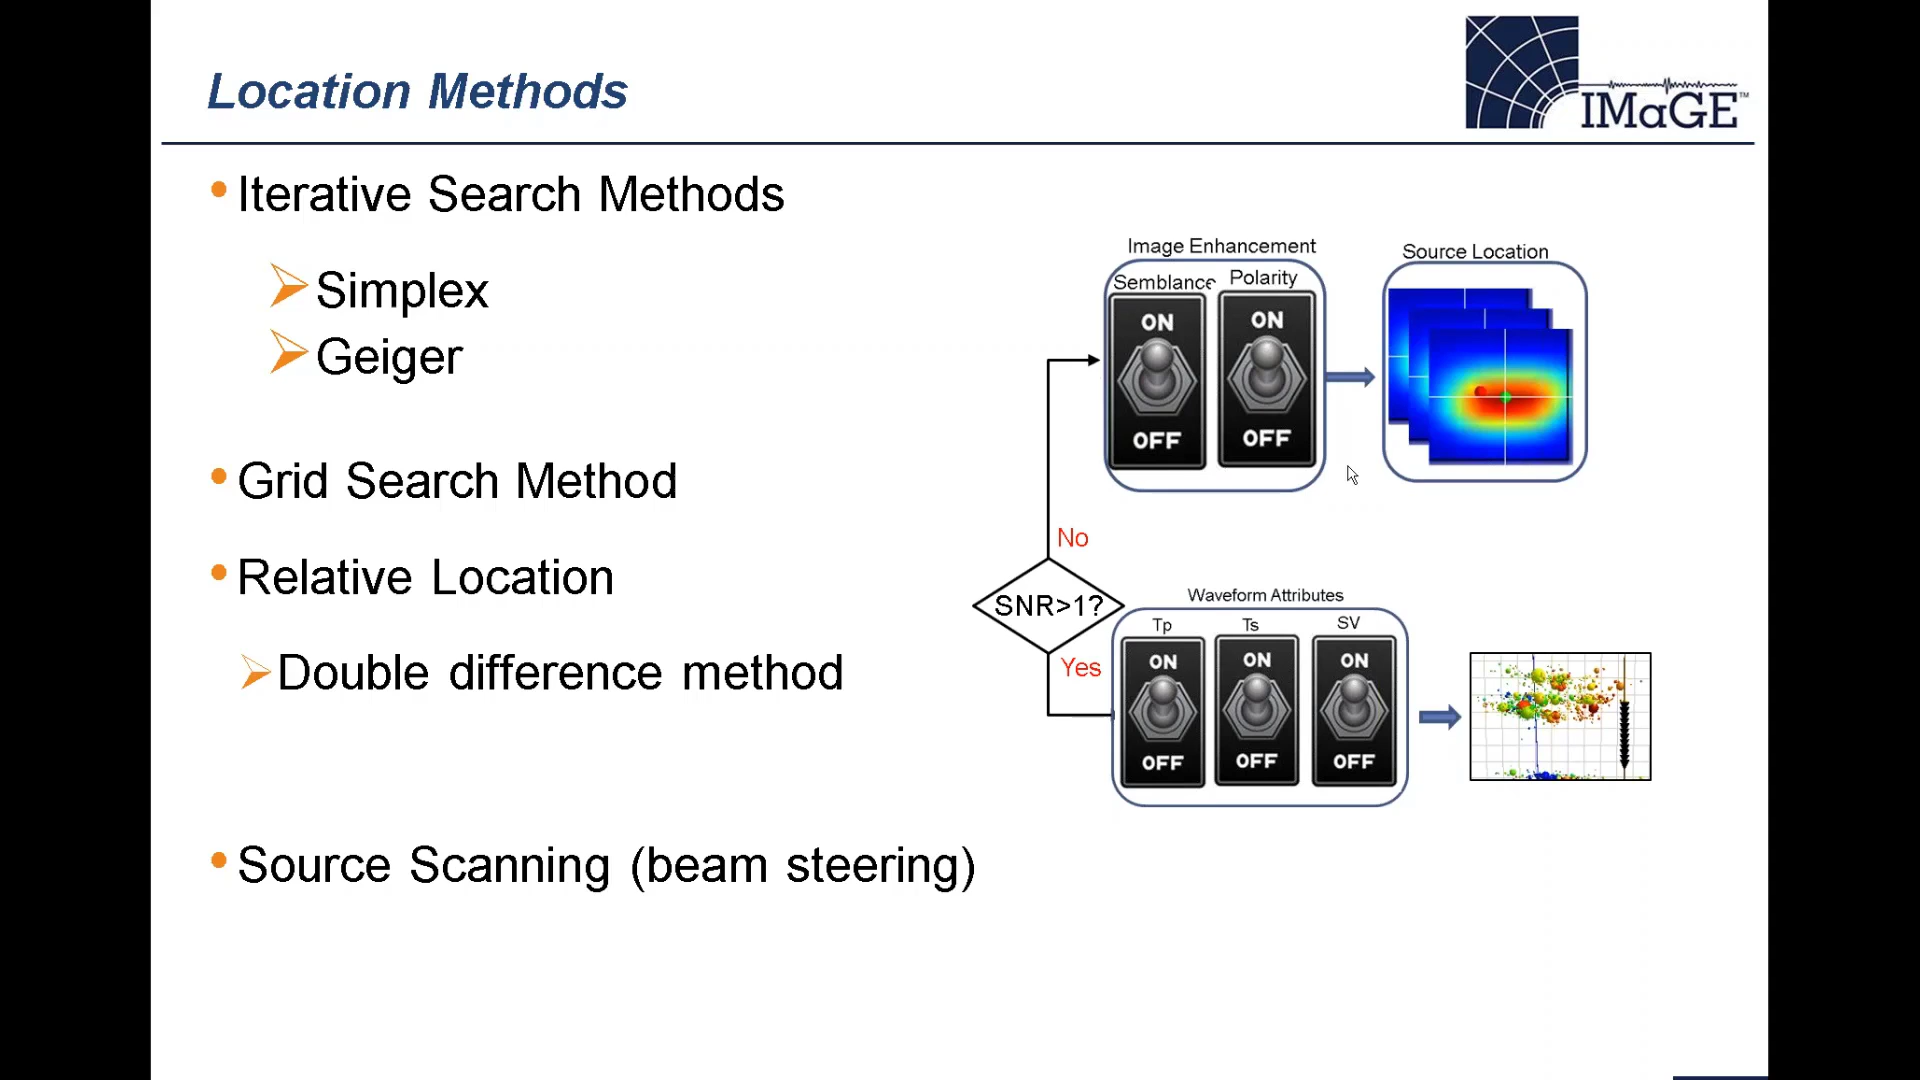 Location Methods
IMaGE™
Iterative Search Methods
Simplex
Geiger
Grid Search Method
Relative Location
Double difference method
Source Scanning (beam steering)
Image Enhancement
Semblance Polarity
ON ON
OFF OFF
Source Location
No
SNR>1?
Yes
Waveform Attributes
Tp Ts SV
ON ON ON
OFF OFF OFF